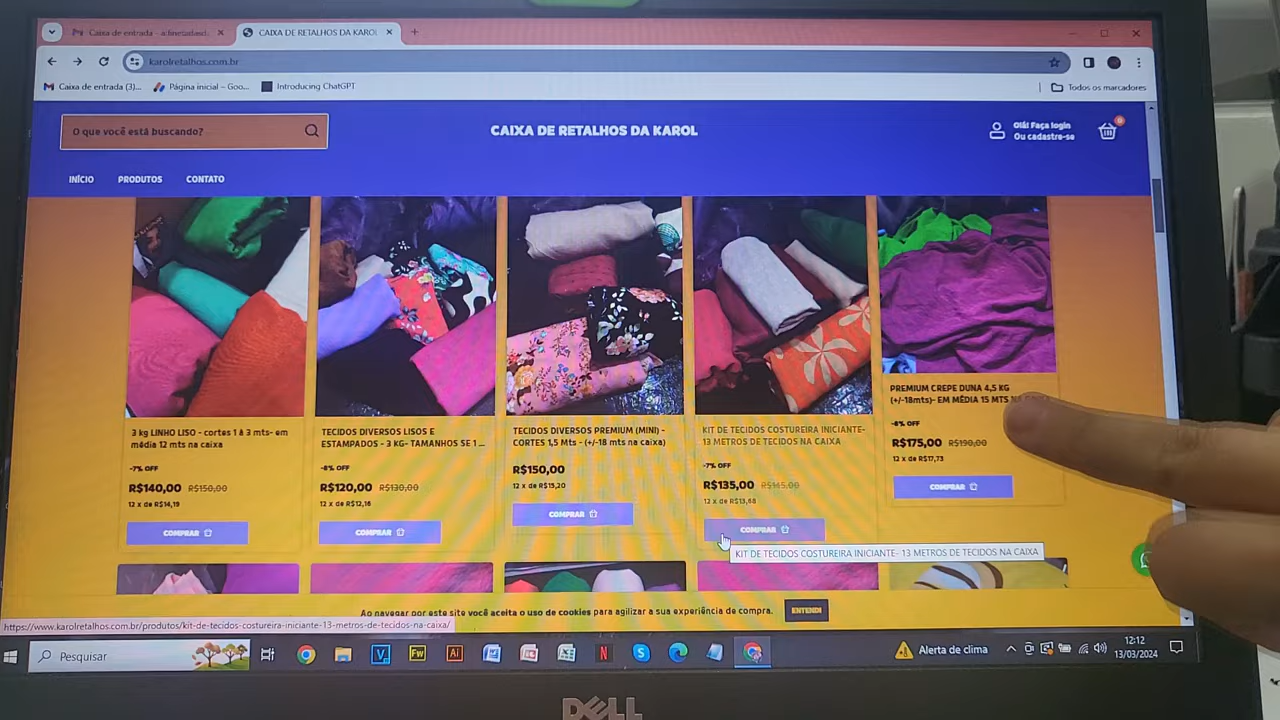 Caixa de entrada - a.finetadasd
CAIXA DE RETALHOS DA KAROL
karolretalhos.com.br
Caixa de entrada (3)...
Página inicial – Goo...
Introducing ChatGPT
Todos os marcadores
O que você está buscando?
CAIXA DE RETALHOS DA KAROL
Olá! Faça login
Ou cadastre-se
0
INÍCIO
PRODUTOS
CONTATO
3 kg LINHO LISO - cortes 1 á 3 mts- em
média 12 mts na caixa
-7% OFF
R$140,00 R$150,00
12 x de R$14,19
COMPRAR
TECIDOS DIVERSOS LISOS E
ESTAMPADOS - 3 KG- TAMANHOS SE 1 ...
-8% OFF
R$120,00 R$130,00
12 x de R$12,16
COMPRAR
TECIDOS DIVERSOS PREMIUM (MINI) -
CORTES 1,5 Mts - (+/-18 mts na caixa)
R$150,00
12 x de R$15,20
COMPRAR
KIT DE TECIDOS COSTUREIRA INICIANTE-
13 METROS DE TECIDOS NA CAIXA
-7% OFF
R$135,00 R$145,00
12 x de R$13,68
COMPRAR
PREMIUM CREPE DUNA 4,5 KG
(+/-18mts)- EM MÉDIA 15 MTS
-8% OFF
R$175,00 R$190,00
12 x de R$17,73
COMPRAR
KIT DE TECIDOS COSTUREIRA INICIANTE- 13 METROS DE TECIDOS NA CAIXA
Ao navegar por este site você aceita o uso de cookies para agilizar a sua experiência de compra.
ENTENDI
https://www.karolretalhos.com.br/produtos/kit-de-tecidos-costureira-iniciante-13-metros-de-tecidos-na-caixa/
Pesquisar
V
Fw
Ai
N
S
Alerta de clima
12:12
13/03/2024
DELL